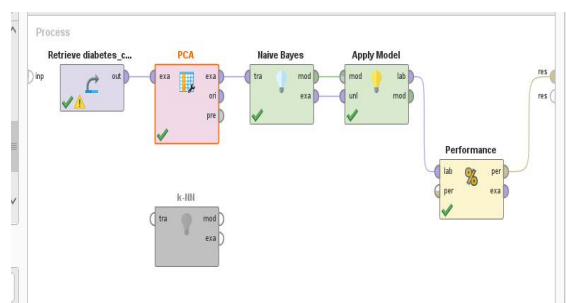 Process
Retrieve diabetes_c...
PCA
Naive Bayes
Apply Model
inp
out
exa
exa
ori
pre
tra
mod
exa
mod
unl
lab
mod
res
res
Performance
lab
per
per
exa
%
k-NN
tra
mod
exa